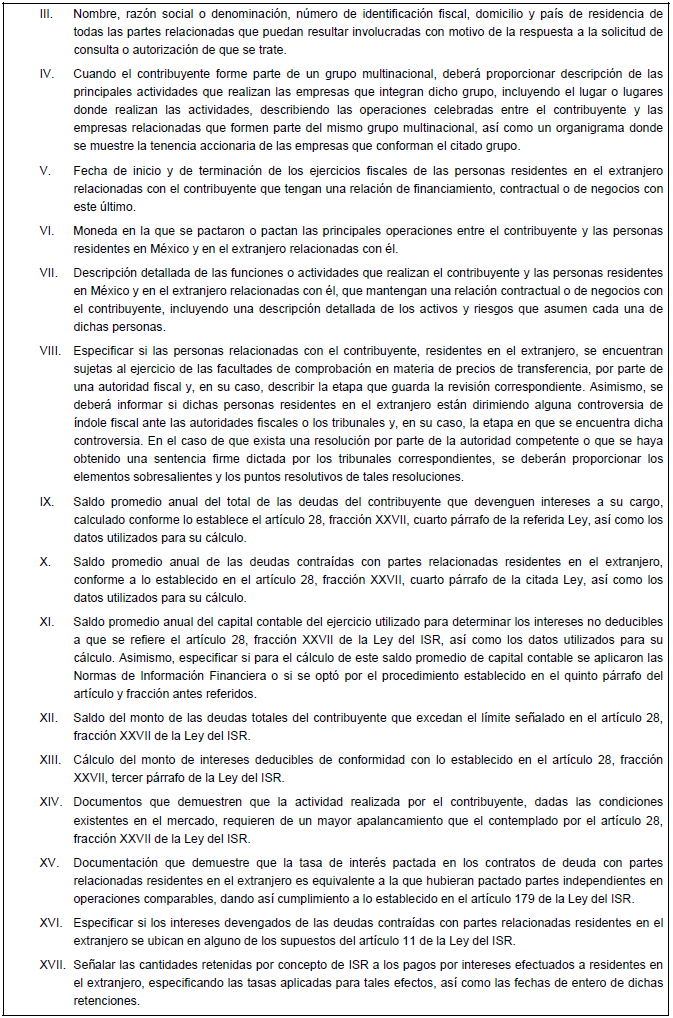 III. Nombre, razón social o denominación, número de identificación fiscal, domicilio y país de residencia de
todas las partes relacionadas que puedan resultar involucradas con motivo de la respuesta a la solicitud de
consulta o autorización de que se trate.
IV. Cuando el contribuyente forme parte de un grupo multinacional, deberá proporcionar descripción de las
principales actividades que realizan las empresas que integran dicho grupo, incluyendo el lugar o lugares
donde realizan las actividades, describiendo las operaciones celebradas entre el contribuyente y las
empresas relacionadas que formen parte del mismo grupo multinacional, así como un organigrama donde
se muestre la tenencia accionaria de las empresas que conforman el citado grupo.
V. Fecha de inicio y de terminación de los ejercicios fiscales de las personas residentes en el extranjero
relacionadas con el contribuyente que tengan una relación de financiamiento, contractual o de negocios con
este último.
VI. Moneda en la que se pactaron o pactan las principales operaciones entre el contribuyente y las personas
residentes en México y en el extranjero relacionadas con él.
VII. Descripción detallada de las funciones o actividades que realizan el contribuyente y las personas residentes
en México y en el extranjero relacionadas con él, que mantengan una relación contractual o de negocios con
el contribuyente, incluyendo una descripción detallada de los activos y riesgos que asumen cada una de
dichas personas.
VIII. Especificar si las personas relacionadas con el contribuyente, residentes en el extranjero, se encuentran
sujetas al ejercicio de las facultades de comprobación en materia de precios de transferencia, por parte de
una autoridad fiscal y, en su caso, describir la etapa que guarda la revisión correspondiente. Asimismo, se
deberá informar si dichas personas residentes en el extranjero están dirimiendo alguna controversia de
índole fiscal ante las autoridades fiscales o los tribunales y, en su caso, la etapa en que se encuentra dicha
controversia. En el caso de que exista una resolución por parte de la autoridad competente o que se haya
obtenido una sentencia firme dictada por los tribunales correspondientes, se deberán proporcionar los
elementos sobresalientes y los puntos resolutivos de tales resoluciones.
IX. Saldo promedio anual del total de las deudas del contribuyente que devenguen intereses a su cargo,
calculado conforme lo establece el artículo 28, fracción XXVII, cuarto párrafo de la referida Ley, así como los
datos utilizados para su cálculo.
X. Saldo promedio anual de las deudas contraídas con partes relacionadas residentes en el extranjero,
conforme a lo establecido en el artículo 28, fracción XXVII, cuarto párrafo de la citada Ley, así como los
datos utilizados para su cálculo.
XI. Saldo promedio anual del capital contable del ejercicio utilizado para determinar los intereses no deducibles
a que se refiere el artículo 28, fracción XXVII de la Ley del ISR, así como los datos utilizados para su
cálculo. Asimismo, especificar si para el cálculo de este saldo promedio de capital contable se aplicaron las
Normas de Información Financiera o si se optó por el procedimiento establecido en el quinto párrafo del
artículo y fracción antes referidos.
XII. Saldo del monto de las deudas totales del contribuyente que excedan el límite señalado en el artículo 28,
fracción XXVII de la Ley del ISR.
XIII. Cálculo del monto de intereses deducibles de conformidad con lo establecido en el artículo 28, fracción
XXVII, tercer párrafo de la Ley del ISR.
XIV. Documentos que demuestren que la actividad realizada por el contribuyente, dadas las condiciones
existentes en el mercado, requieren de un mayor apalancamiento que el contemplado por el artículo 28,
fracción XXVII de la Ley del ISR.
XV. Documentación que demuestre que la tasa de interés pactada en los contratos de deuda con partes
relacionadas residentes en el extranjero es equivalente a la que hubieran pactado partes independientes en
operaciones comparables, dando así cumplimiento a lo establecido en el artículo 179 de la Ley del ISR.
XVI. Especificar si los intereses devengados de las deudas contraídas con partes relacionadas residentes en el
extranjero se ubican en alguno de los supuestos del artículo 11 de la Ley del ISR.
XVII. Señalar las cantidades retenidas por concepto de ISR a los pagos por intereses efectuados a residentes en
el extranjero, especificando las tasas aplicadas para tales efectos, así como las fechas de entero de dichas
retenciones.